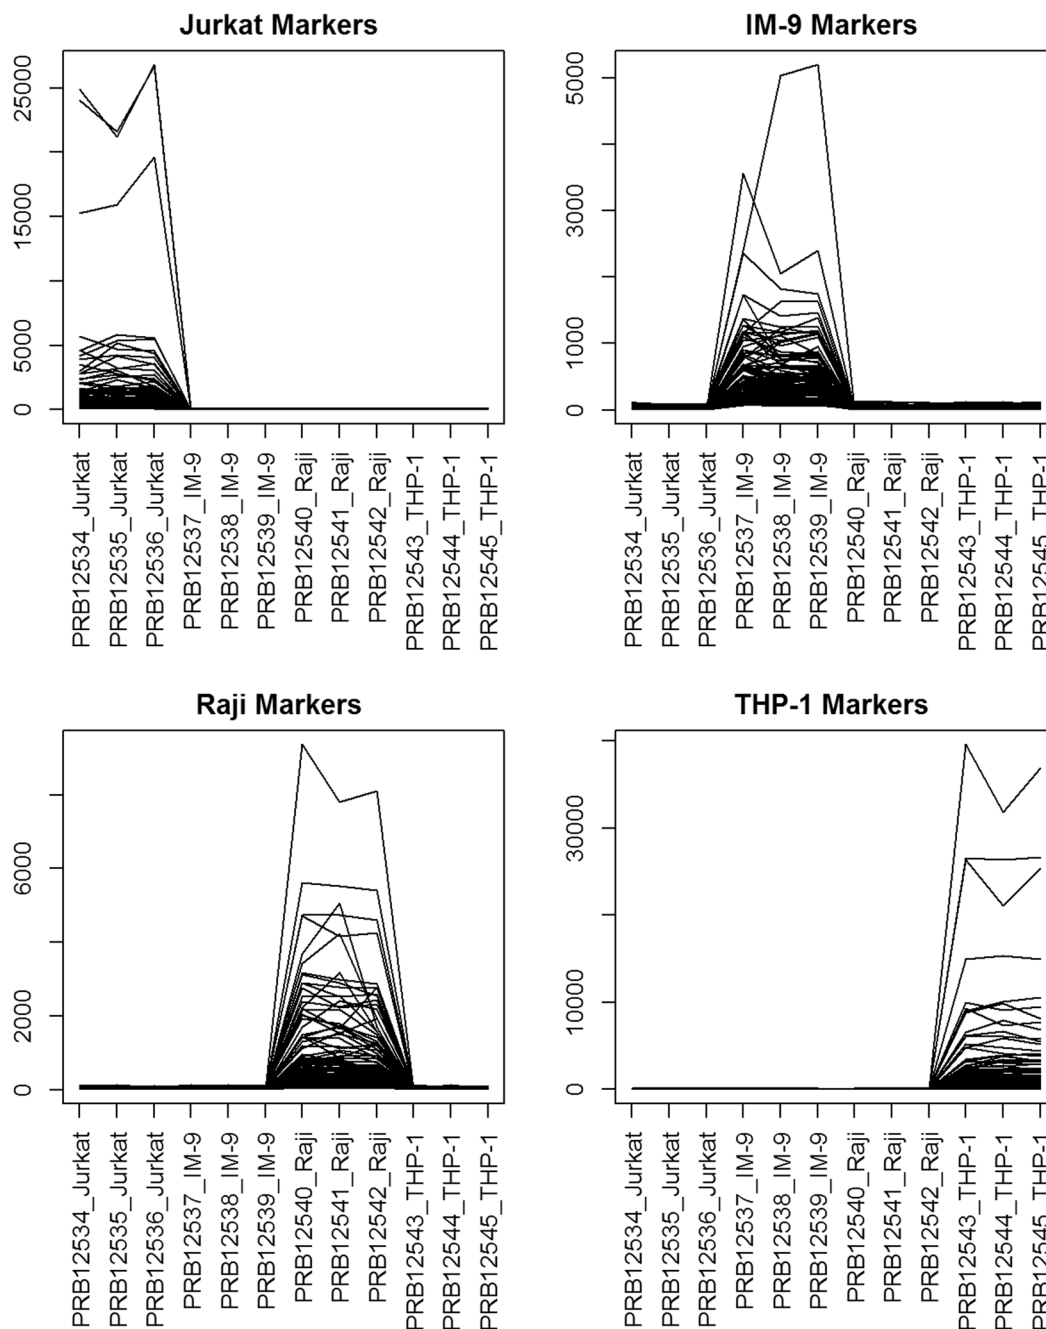 Jurkat Markers
25000
15000
5000
0
PRB12534_Jurkat
PRB12535_Jurkat
PRB12536_Jurkat
PRB12537_IM-9
PRB12538_IM-9
PRB12539_IM-9
PRB12540_Raji
PRB12541_Raji
PRB12542_Raji
PRB12543_THP-1
PRB12544_THP-1
PRB12545_THP-1
IM-9 Markers
5000
3000
1000
0
PRB12534_Jurkat
PRB12535_Jurkat
PRB12536_Jurkat
PRB12537_IM-9
PRB12538_IM-9
PRB12539_IM-9
PRB12540_Raji
PRB12541_Raji
PRB12542_Raji
PRB12543_THP-1
PRB12544_THP-1
PRB12545_THP-1
Raji Markers
6000
2000
0
PRB12534_Jurkat
PRB12535_Jurkat
PRB12536_Jurkat
PRB12537_IM-9
PRB12538_IM-9
PRB12539_IM-9
PRB12540_Raji
PRB12541_Raji
PRB12542_Raji
PRB12543_THP-1
PRB12544_THP-1
PRB12545_THP-1
THP-1 Markers
30000
10000
0
PRB12534_Jurkat
PRB12535_Jurkat
PRB12536_Jurkat
PRB12537_IM-9
PRB12538_IM-9
PRB12539_IM-9
PRB12540_Raji
PRB12541_Raji
PRB12542_Raji
PRB12543_THP-1
PRB12544_THP-1
PRB12545_THP-1